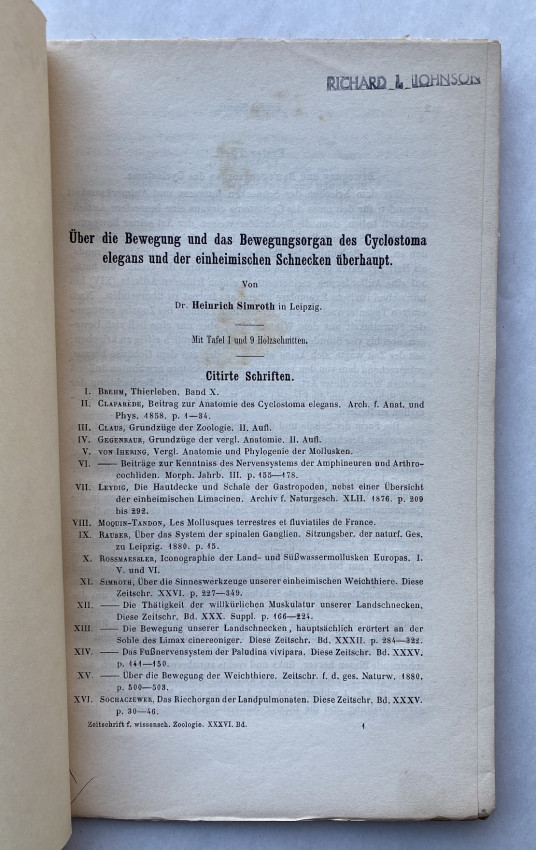 RICHARD I. JOHNSON
Über die Bewegung und das Bewegungsorgan des Cyclostoma
elegans und der einheimischen Schnecken überhaupt.
Von
Dr. Heinrich Simroth in Leipzig.
Mit Tafel I und 9 Holzschnitten.
Citirte Schriften.
I. BREHM, Thierleben. Band X.
II. CLAPARÈDE, Beitrag zur Anatomie des Cyclostoma elegans. Arch. f. Anat. und
Phys. 1858. p. 1—34.
III. CLAUS, Grundzüge der Zoologie. II. Aufl.
IV. GEGENBAUR, Grundzüge der vergl. Anatomie. II. Aufl.
V. VON IHERING, Vergl. Anatomie und Phylogenie der Mollusken.
VI. —— Beiträge zur Kenntniss des Nervensystems der Amphineuren und Arthro-
cochliden. Morph. Jahrb. III. p. 155—178.
VII. LEYDIG, Die Hautdecke und Schale der Gastropoden, nebst einer Übersicht
der einheimischen Limacinen. Archiv f. Naturgesch. XLII. 1876. p. 209
bis 292.
VIII. MOQUIN-TANDON, Les Mollusques terrestres et fluviatiles de France.
IX. RAUBER, Über das System der spinalen Ganglien. Sitzungsber. der naturf. Ges.
zu Leipzig. 1880. p. 15.
X. ROSSMAESSLER, Iconographie der Land- und Süßwassermollusken Europas. I.
V. und VI.
XI. SIMROTH, Über die Sinneswerkzeuge unserer einheimischen Weichthiere. Diese
Zeitschr. XXVI. p. 227—349.
XII. —— Die Thätigkeit der willkürlichen Muskulatur unserer Landschnecken,
Diese Zeitschr. Bd. XXX. Suppl. p. 166—224.
XIII. —— Die Bewegung unserer Landschnecken, hauptsächlich erörtert an der
Sohle des Limax cinereoniger. Diese Zeitschr. Bd. XXXII. p. 284—322.
XIV. —— Das Fußnervensystem der Paludina vivipara. Diese Zeitschr. Bd. XXXV.
p. 141—150.
XV. —— Über die Bewegung der Weichthiere. Zeitschr. f. d. ges. Naturw. 1880.
p. 500—503.
XVI. SOCHACZEWER, Das Riechorgan der Landpulmonaten. Diese Zeitschr. Bd. XXXV.
p. 30—46.
Zeitschrift f. wissensch. Zoologie. XXXVI. Bd. 1